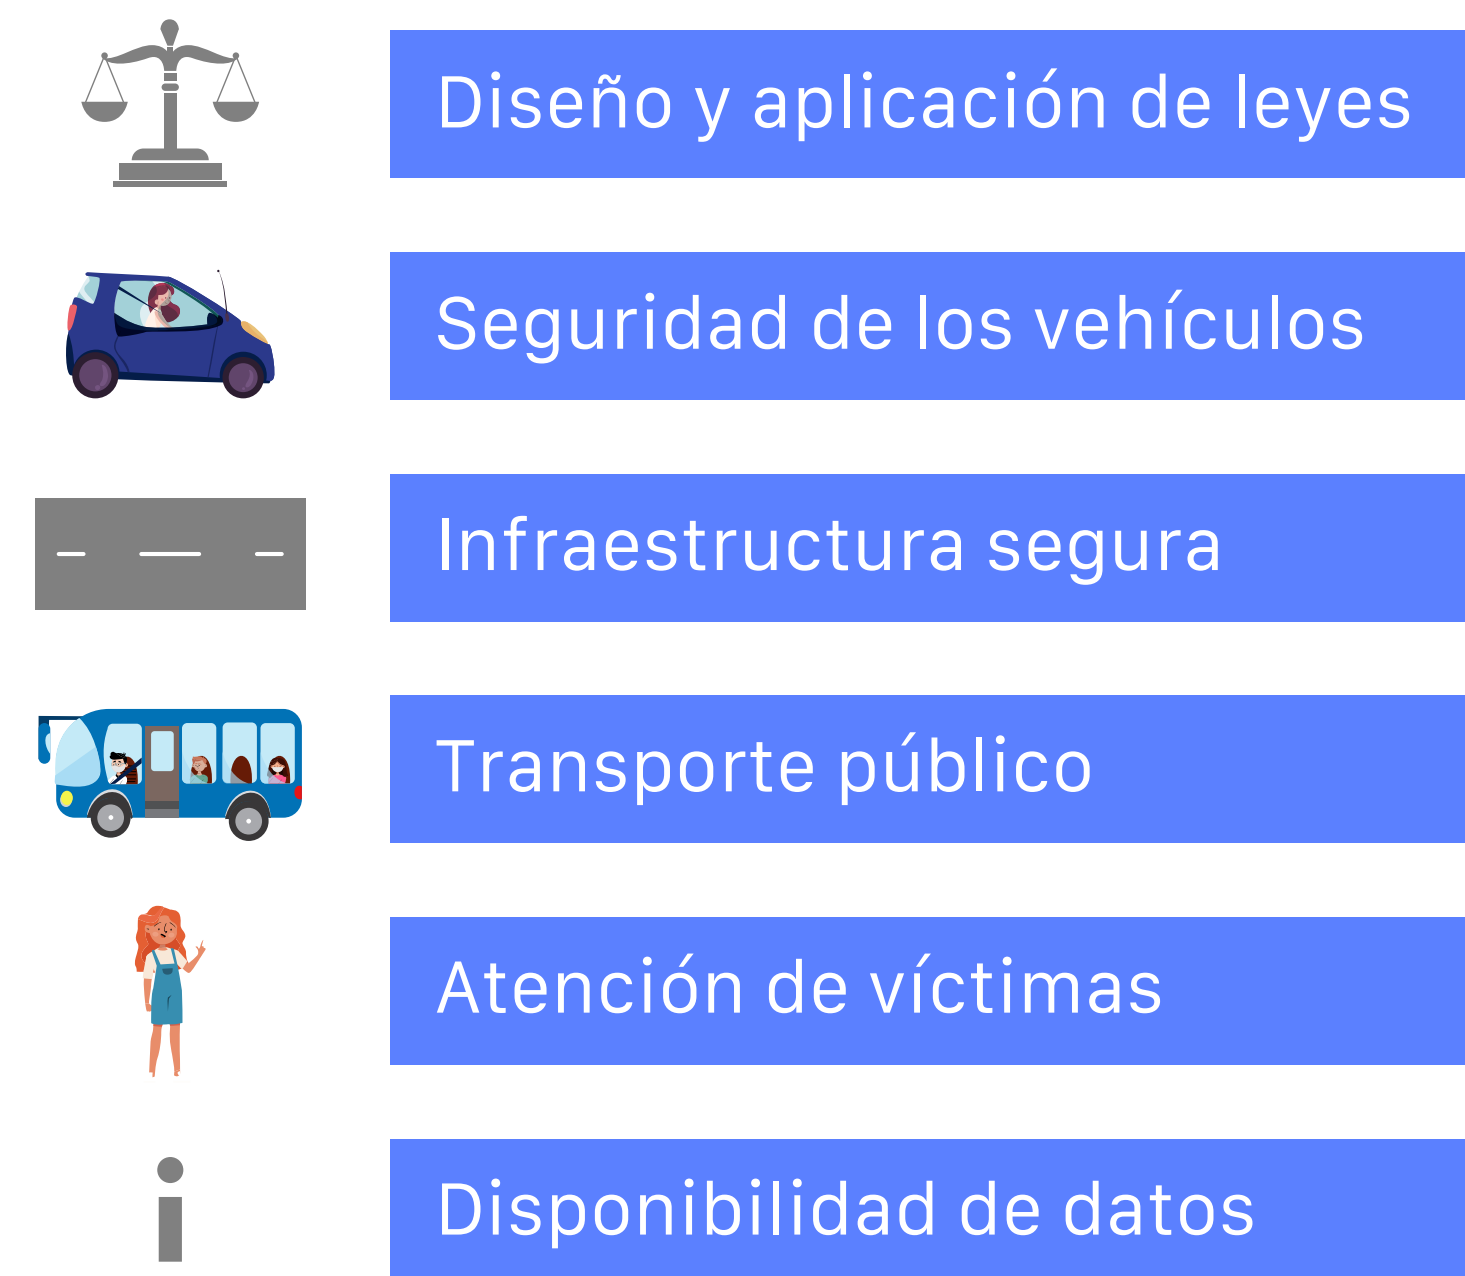 Diseño y aplicación de leyes
Seguridad de los vehículos
Infraestructura segura
Transporte público
Atención de víctimas
Disponibilidad de datos